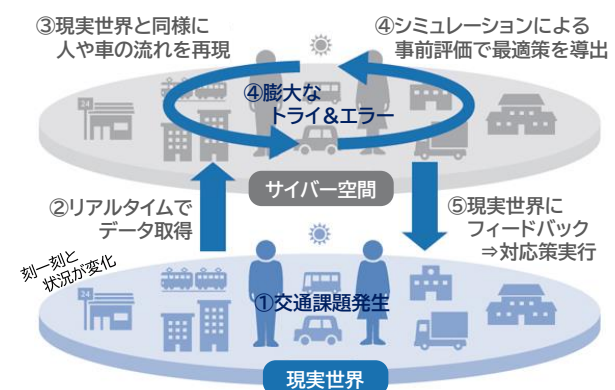 ③現実世界と同様に
人や車の流れを再現
④シミュレーションによる
事前評価で最適策を導出
24
④膨大な
トライ&エラー
サイバー空間
②リアルタイムで
データ取得
⑤現実世界に
フィードバック
⇒対応策実行
刻一刻と
状況が変化
24
①交通課題発生
現実世界